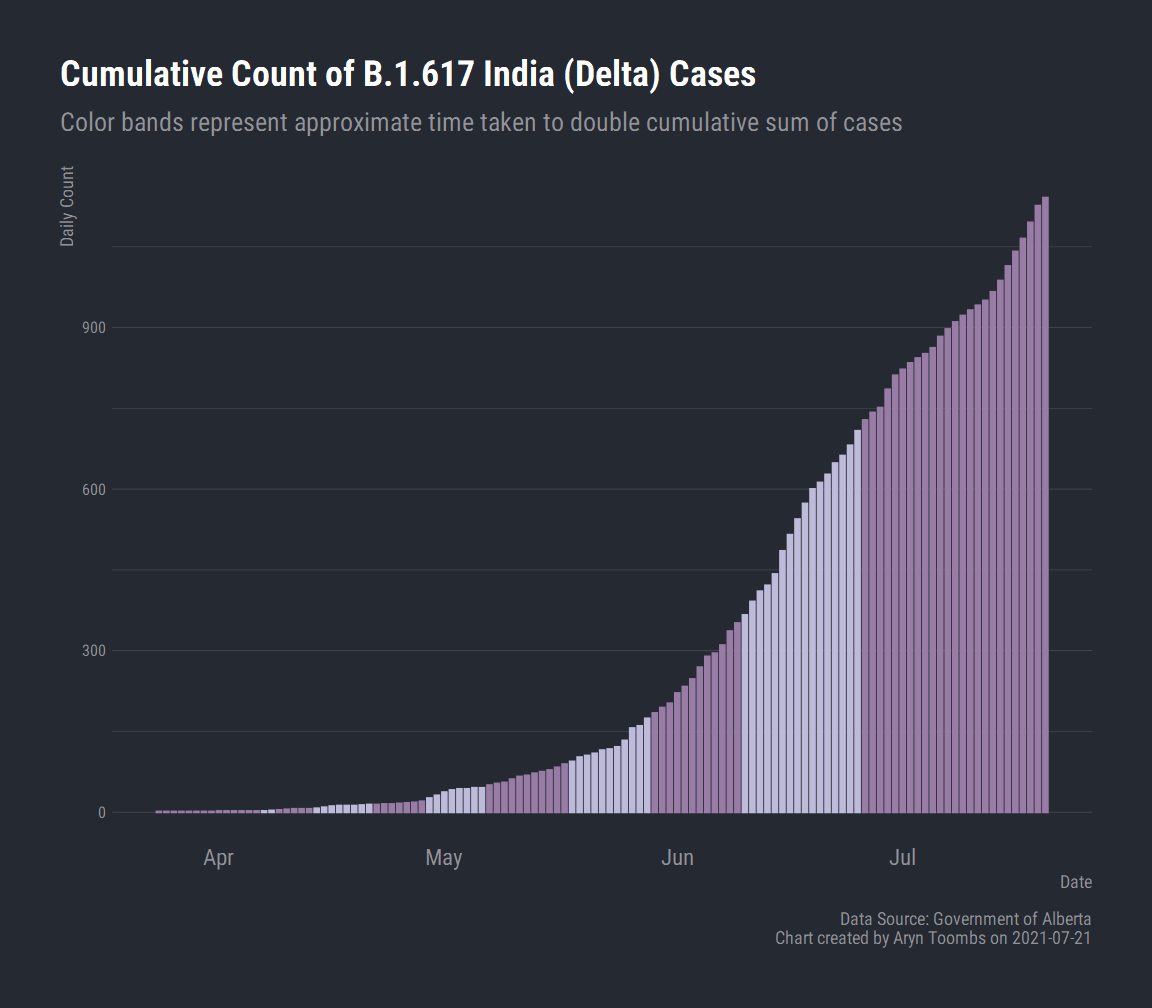 Cumulative Count of B.1.617 India (Delta) Cases
Color bands represent approximate time taken to double cumulative sum of cases
Daily Count
900
600
300
0
Apr May Jun Jul
Date
Data Source: Government of Alberta
Chart created by Aryn Toombs on 2021-07-21